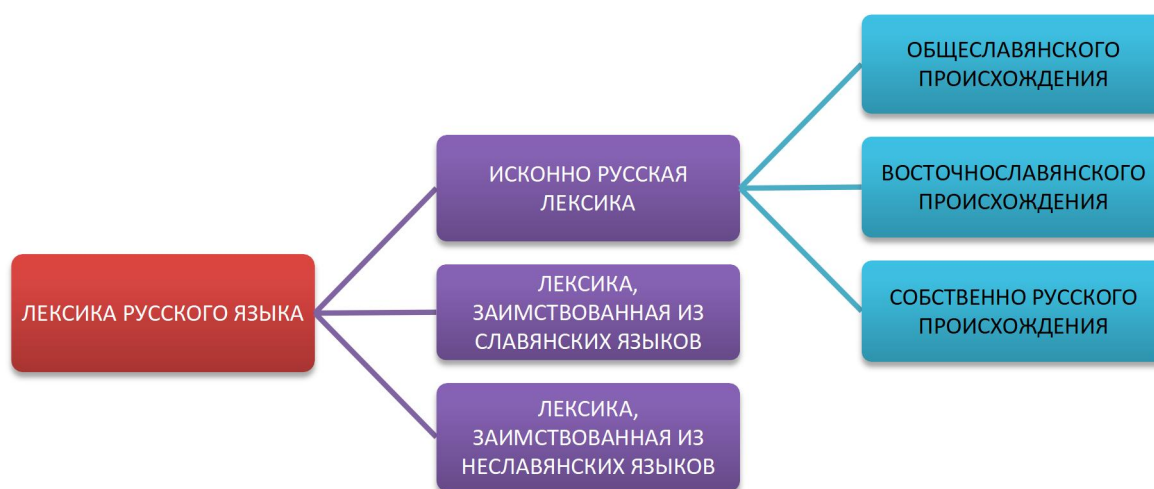 ЛЕКСИКА РУССКОГО ЯЗЫКА
ИСКОННО РУССКАЯ
ЛЕКСИКА
ЛЕКСИКА,
ЗАИМСТВОВАННАЯ ИЗ
СЛАВЯНСКИХ ЯЗЫКОВ
ЛЕКСИКА,
ЗАИМСТВОВАННАЯ ИЗ
НЕСЛАВЯНСКИХ ЯЗЫКОВ
ОБЩЕСЛАВЯНСКОГО
ПРОИСХОЖДЕНИЯ
ВОСТОЧНОСЛАВЯНСКОГО
ПРОИСХОЖДЕНИЯ
СОБСТВЕННО РУССКОГО
ПРОИСХОЖДЕНИЯ